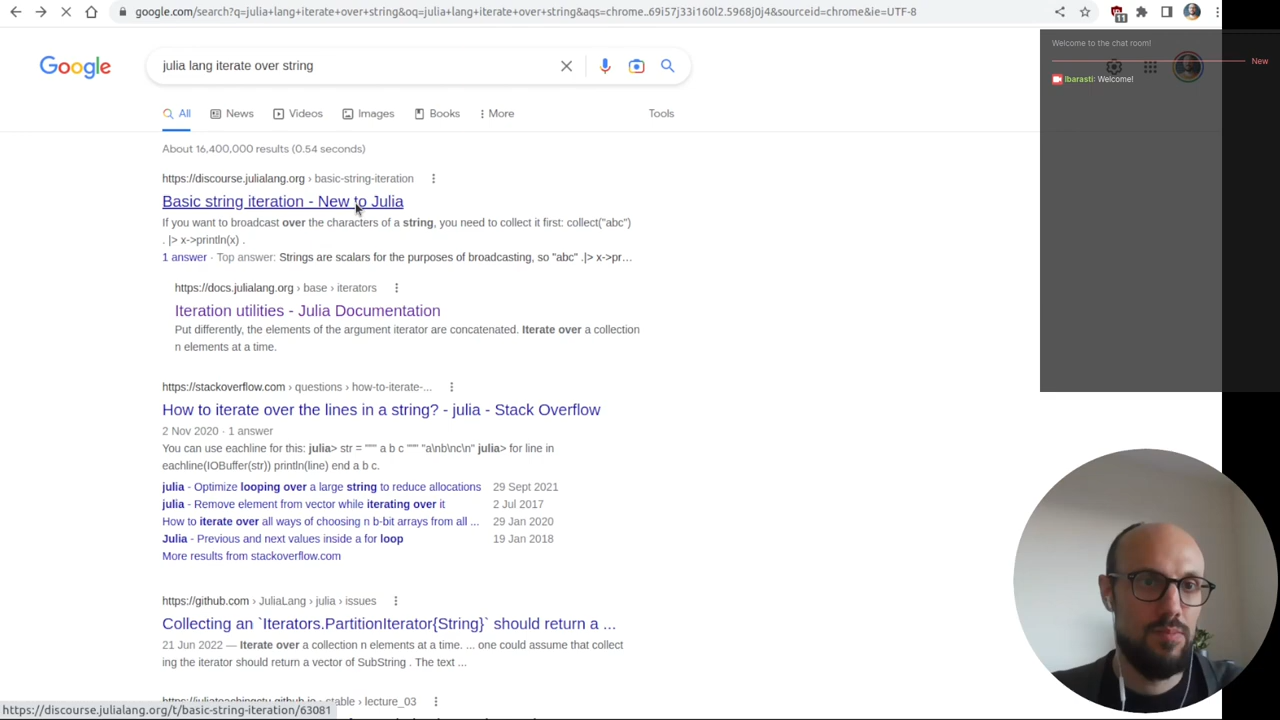 google.com/search?q=julia+lang+iterate+over+string&oq=julia+lang+iterate+over+string&aqs=chrome..69i57j33i160l2.5968j0j4&sourceid=chrome&ie=UTF-8
11
Welcome to the chat room!
New
lbarasti: Welcome!
Google
julia lang iterate over string
All
News
Videos
Images
Books
More
Tools
About 16,400,000 results (0.54 seconds)
https://discourse.julialang.org › basic-string-iteration
Basic string iteration - New to Julia
If you want to broadcast over the characters of a string, you need to collect it first: collect("abc")
. |> x->println(x) .
1 answer · Top answer: Strings are scalars for the purposes of broadcasting, so "abc" .|> x->pr…
https://docs.julialang.org › base › iterators
Iteration utilities - Julia Documentation
Put differently, the elements of the argument iterator are concatenated. Iterate over a collection
n elements at a time.
https://stackoverflow.com › questions › how-to-iterate-...
How to iterate over the lines in a string? - julia - Stack Overflow
2 Nov 2020 · 1 answer
You can use eachline for this: julia> str = """ a b c """ "a\nb\nc\n" julia> for line in
eachline(IOBuffer(str)) println(line) end a b c.
julia - Optimize looping over a large string to reduce allocations 29 Sept 2021
julia - Remove element from vector while iterating over it 2 Jul 2017
How to iterate over all ways of choosing n b-bit arrays from all ... 29 Jan 2020
Julia - Previous and next values inside a for loop 19 Jan 2018
More results from stackoverflow.com
https://github.com › JuliaLang › julia › issues
Collecting an `Iterators.PartitionIterator{String}` should return a ...
21 Jun 2022 — Iterate over a collection n elements at a time. ... one could assume that collect
ing the iterator should return a vector of SubString . The text ...
https://juliateachingctu.github.io › stable › lecture_03
https://discourse.julialang.org/t/basic-string-iteration/63081